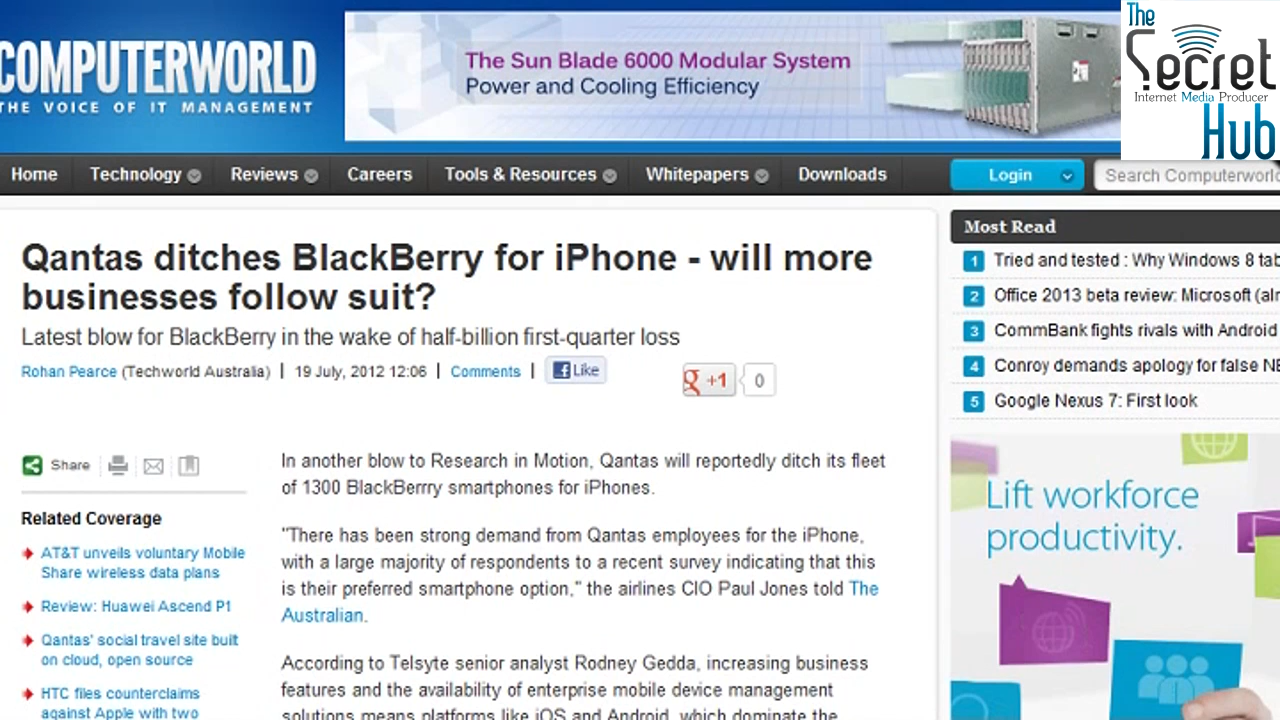 The
Secret
Internet Media Producer
Hub
COMPUTERWORLD
THE VOICE OF IT MANAGEMENT
The Sun Blade 6000 Modular System
Power and Cooling Efficiency
Home Technology Reviews Careers Tools & Resources Whitepapers Downloads Login Search Computerworld
Qantas ditches BlackBerry for iPhone - will more
businesses follow suit?
Latest blow for BlackBerry in the wake of half-billion first-quarter loss
Rohan Pearce (Techworld Australia) | 19 July, 2012 12:06 | Comments | Like
+1 0
Share
Related Coverage
AT&T unveils voluntary Mobile
Share wireless data plans
Review: Huawei Ascend P1
Qantas' social travel site built
on cloud, open source
HTC files counterclaims
against Apple with two
In another blow to Research in Motion, Qantas will reportedly ditch its fleet
of 1300 BlackBerrry smartphones for iPhones.
"There has been strong demand from Qantas employees for the iPhone,
with a large majority of respondents to a recent survey indicating that this
is their preferred smartphone option," the airlines CIO Paul Jones told The
Australian.
According to Telsyte senior analyst Rodney Gedda, increasing business
features and the availability of enterprise mobile device management
solutions means platforms like iOS and Android, which dominate the
Most Read
1 Tried and tested : Why Windows 8 tab
2 Office 2013 beta review: Microsoft (alr
3 CommBank fights rivals with Android
4 Conroy demands apology for false NE
5 Google Nexus 7: First look
Lift workforce
productivity.